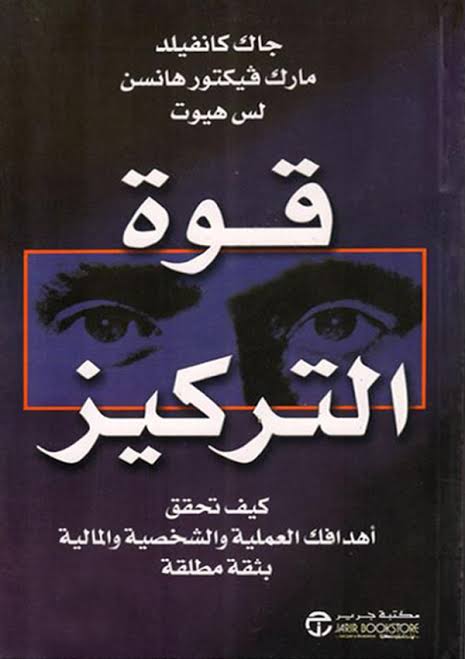 جاك كانفيلد
مارك ڤيكتور هانسن
لس هيوت
قوة
التركيز
كيف تحقق
أهدافك العملية والشخصية والمالية
بثقة مطلقة
مكتبة جرير
JARIR BOOKSTORE